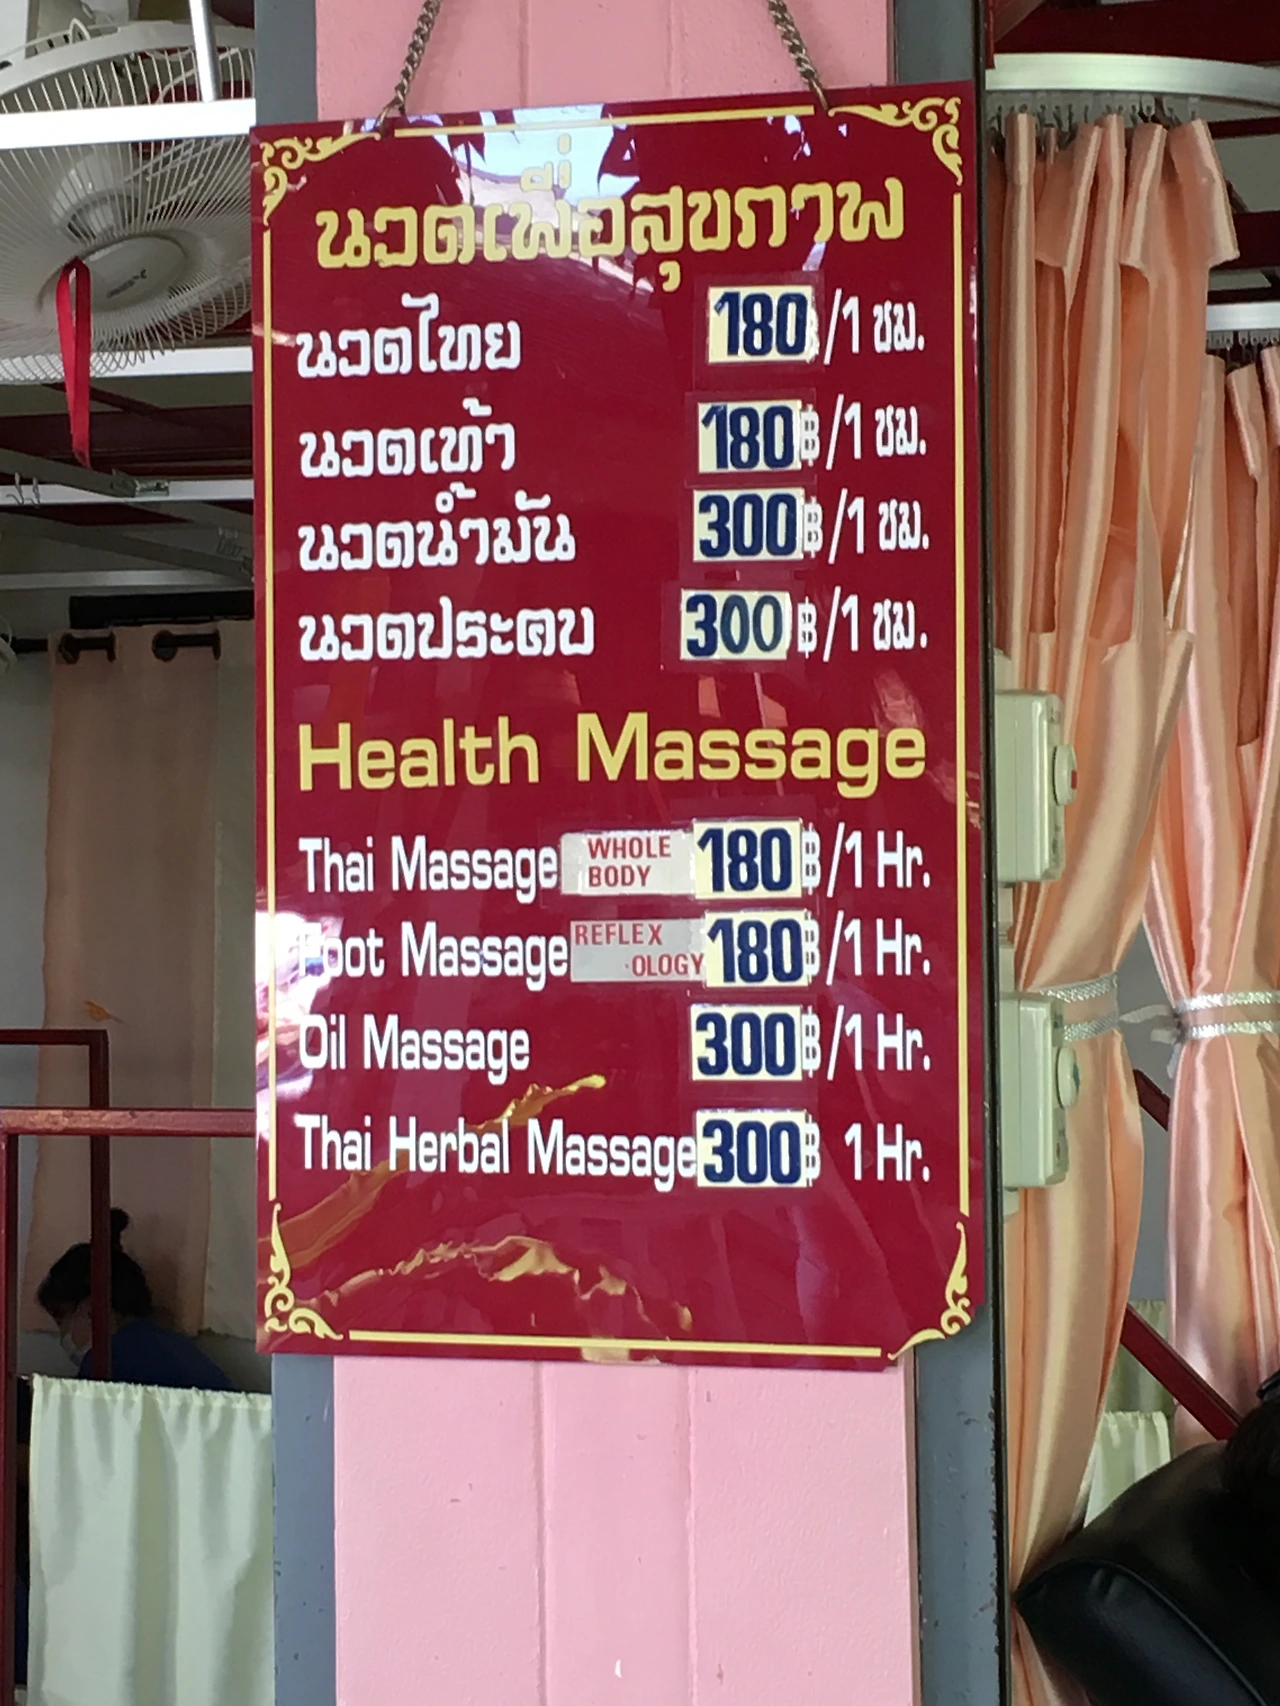 นวดเพื่อสุขภาพ
นวดไทย 180฿/1 ชม.
นวดเท้า 180฿/1 ชม.
นวดน้ำมัน 300฿/1 ชม.
นวดประคบ 300฿/1 ชม.
Health Massage
Thai Massage WHOLE BODY 180฿/1 Hr.
Foot Massage REFLEX OLOGY 180฿/1 Hr.
Oil Massage 300฿/1 Hr.
Thai Herbal Massage 300฿ 1 Hr.